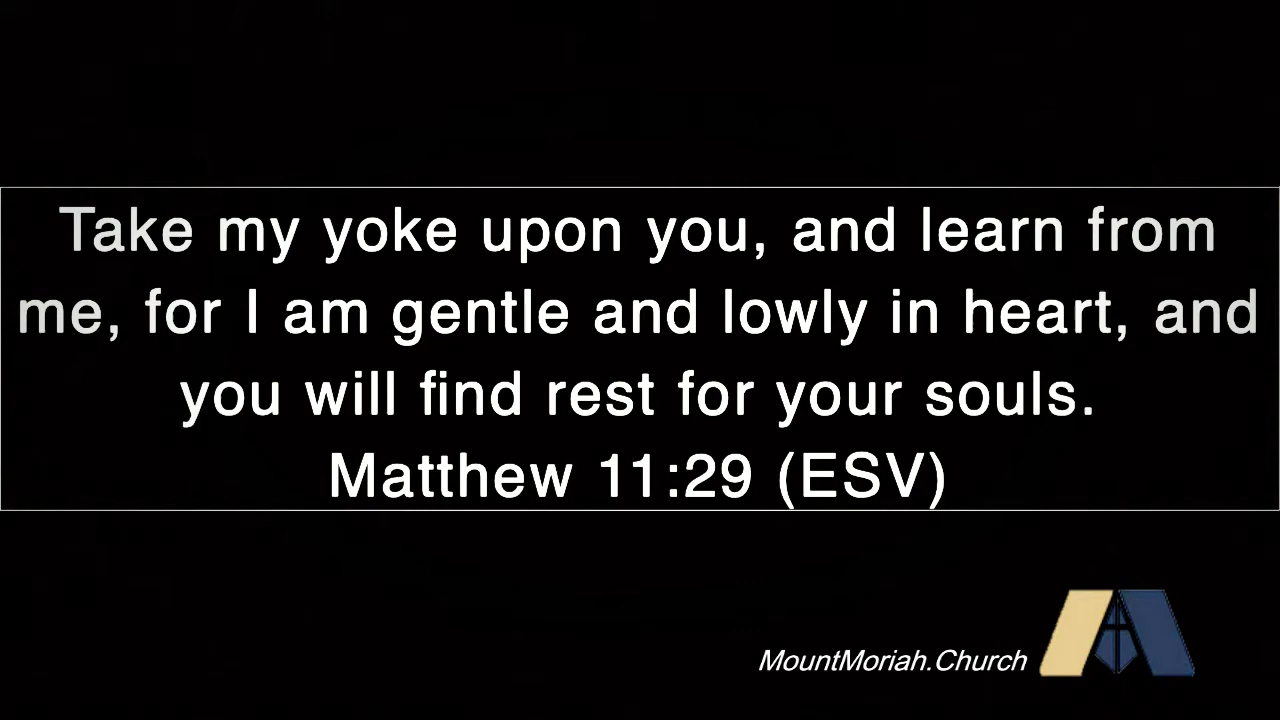 Take my yoke upon you, and learn from
me, for I am gentle and lowly in heart, and
you will find rest for your souls.
Matthew 11:29 (ESV)
MountMoriah.Church